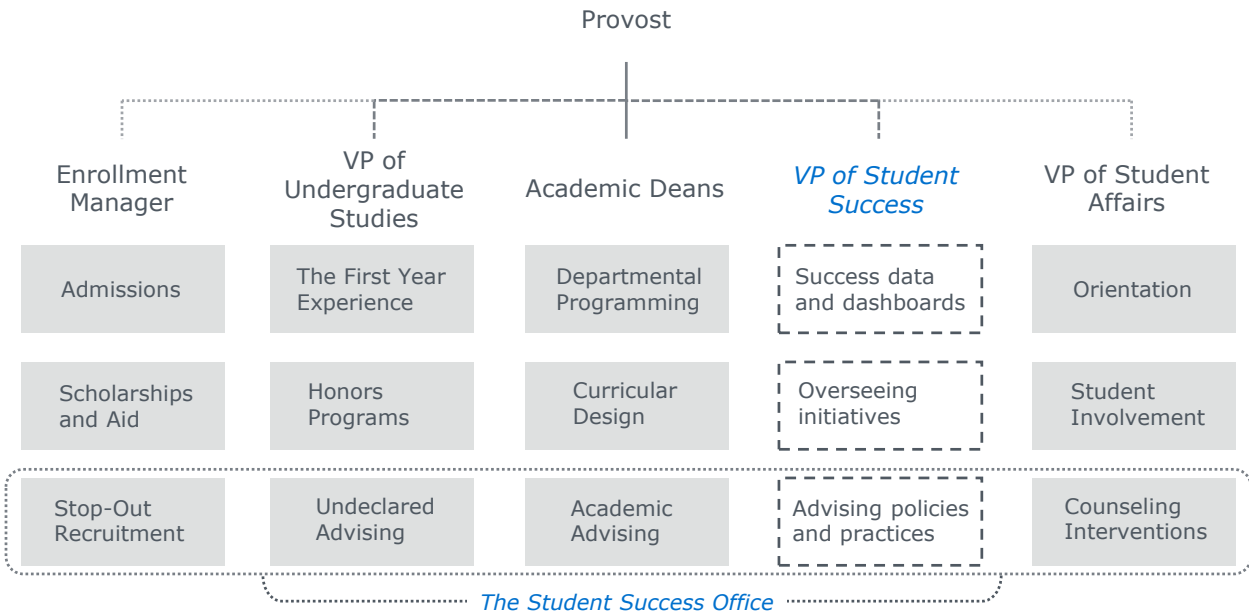 Provost
Enrollment
Manager
VP of
Undergraduate
Studies
Academic Deans
VP of Student
Success
VP of Student
Affairs
Admissions
The First Year
Experience
Departmental
Programming
Success data
and dashboards
Orientation
Scholarships
and Aid
Honors
Programs
Curricular
Design
Overseeing
initiatives
Student
Involvement
Stop-Out
Recruitment
Undeclared
Advising
Academic
Advising
Advising policies
and practices
Counseling
Interventions
The Student Success Office